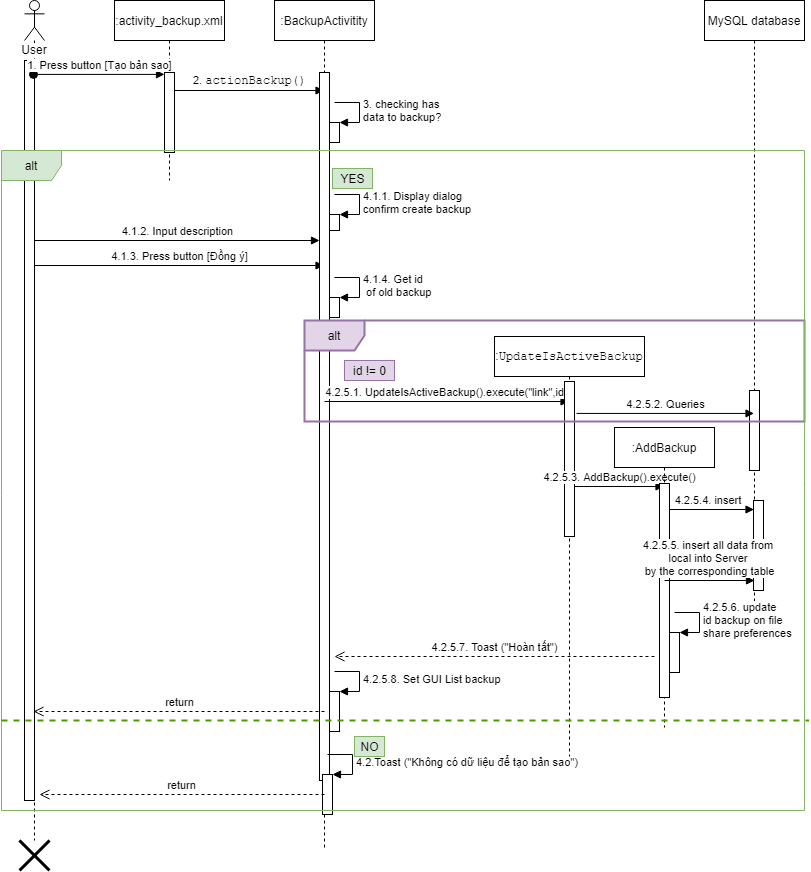 :activity_backup.xml
:BackupActivitity
MySQL database
User
1. Press button [Tạo bản sao]
2. actionBackup()
3. checking has
data to backup?
alt
YES
4.1.1. Display dialog
confirm create backup
4.1.2. Input description
4.1.3. Press button [Đồng ý]
4.1.4. Get id
of old backup
alt
:UpdateIsActiveBackup
id != 0
4.2.5.1. UpdateIsActiveBackup().execute("link",id
4.2.5.2. Queries
:AddBackup
4.2.5.3. AddBackup().execute()
4.2.5.4. insert
4.2.5.5. insert all data from
local into Server
by the corresponding table
4.2.5.6. update
id backup on file
share preferences
4.2.5.7. Toast ("Hoàn tất")
4.2.5.8. Set GUI List backup
return
NO
4.2.Toast ("Không có dữ liệu để tạo bản sao")
return